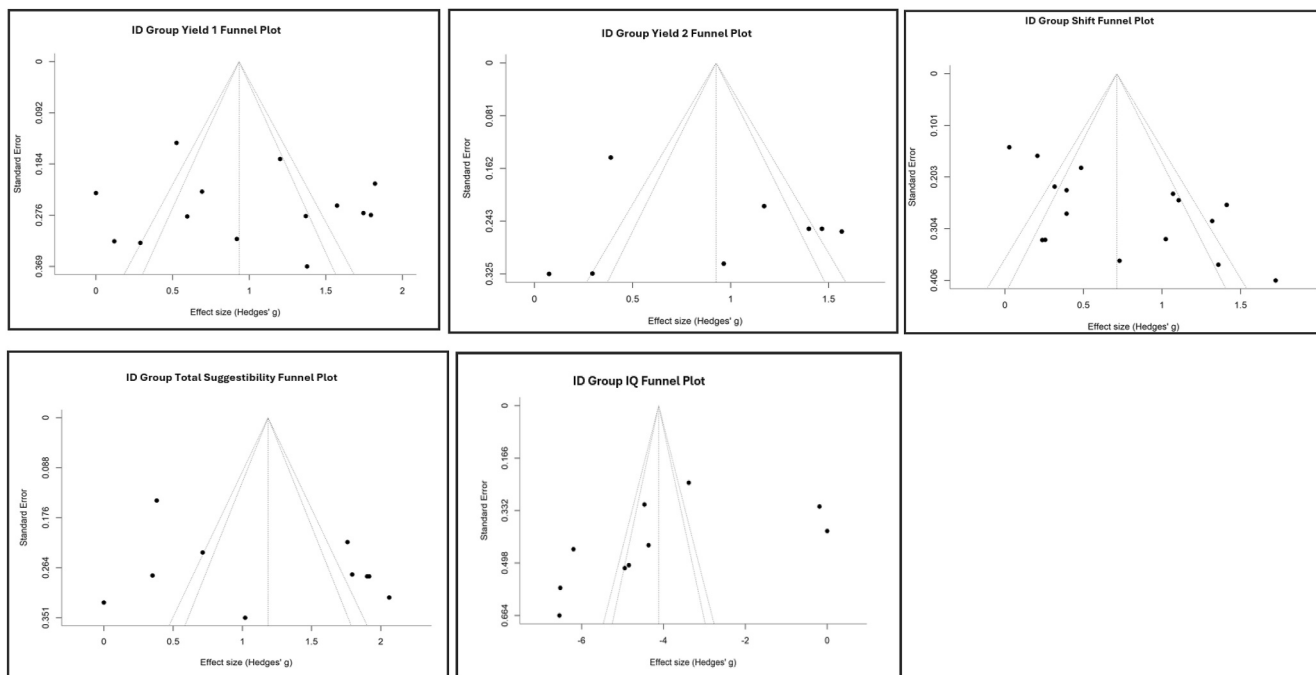 ID Group Yield 1 Funnel Plot
Standard Error
0
0.092
0.184
0.276
0.369
0 0.5 1 1.5 2
Effect size (Hedges' g)
ID Group Yield 2 Funnel Plot
Standard Error
0
0.081
0.162
0.243
0.325
0 0.5 1 1.5
Effect size (Hedges' g)
ID Group Shift Funnel Plot
Standard Error
0
0.101
0.203
0.304
0.406
0 0.5 1 1.5
Effect size (Hedges' g)
ID Group Total Suggestibility Funnel Plot
Standard Error
0
0.088
0.176
0.264
0.351
0 0.5 1 1.5 2
Effect size (Hedges' g)
ID Group IQ Funnel Plot
Standard Error
0
0.166
0.332
0.498
0.664
-6 -4 -2 0
Effect size (Hedges' g)